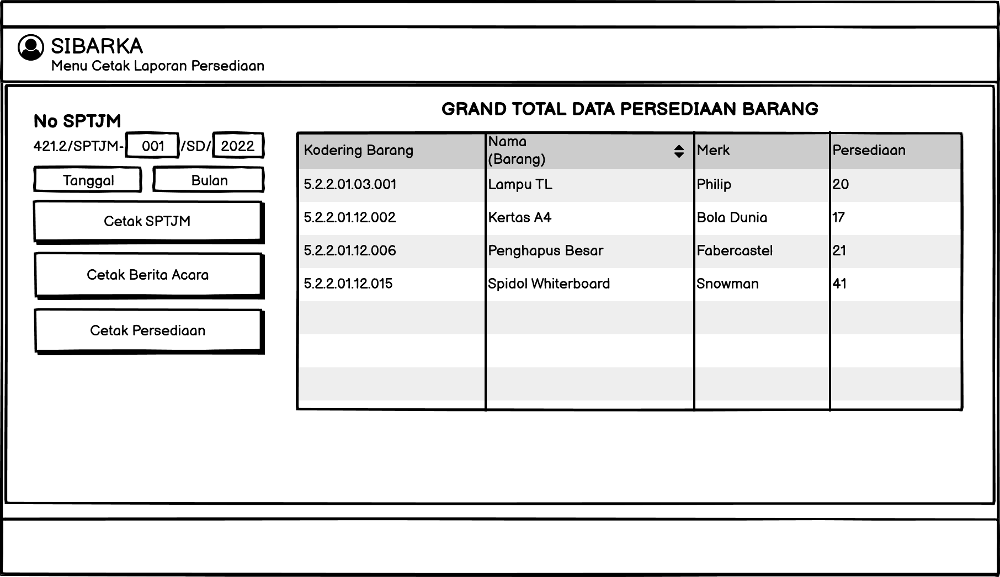 SIBARKA
Menu Cetak Laporan Persediaan
No SPTJM
421.2/SPTJM- 001 /SD/ 2022
Tanggal Bulan
Cetak SPTJM
Cetak Berita Acara
Cetak Persediaan
GRAND TOTAL DATA PERSEDIAAN BARANG
Kodering Barang Nama (Barang) Merk Persediaan
5.2.2.01.03.001 Lampu TL Philip 20
5.2.2.01.12.002 Kertas A4 Bola Dunia 17
5.2.2.01.12.006 Penghapus Besar Fabercastel 21
5.2.2.01.12.015 Spidol Whiterboard Snowman 41